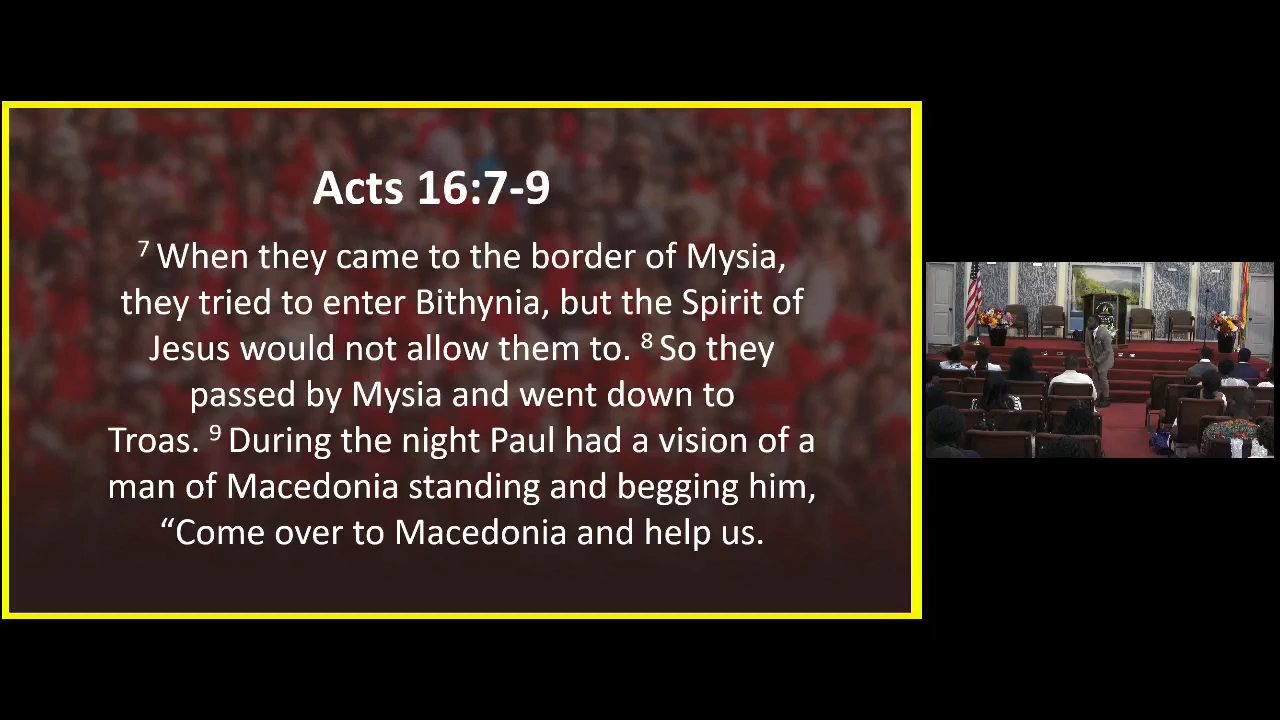 Acts 16:7-9
7 When they came to the border of Mysia,
they tried to enter Bithynia, but the Spirit of
Jesus would not allow them to. 8 So they
passed by Mysia and went down to
Troas. 9 During the night Paul had a vision of a
man of Macedonia standing and begging him,
“Come over to Macedonia and help us.